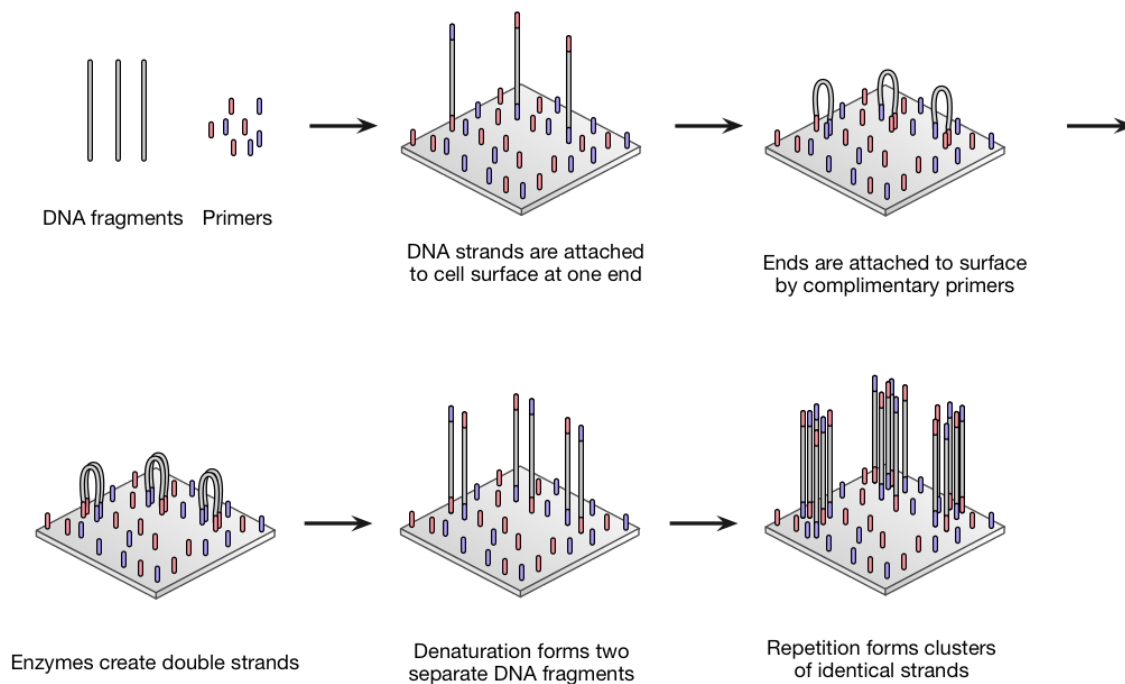 DNA fragments
Primers
DNA strands are attached
to cell surface at one end
Ends are attached to surface
by complimentary primers
Enzymes create double strands
Denaturation forms two
separate DNA fragments
Repetition forms clusters
of identical strands